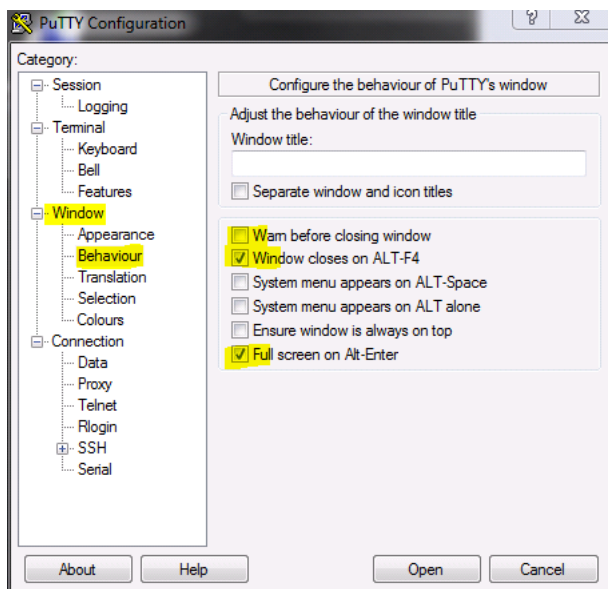 PuTTY Configuration
Category:
Session
Logging
Terminal
Keyboard
Bell
Features
Window
Appearance
Behaviour
Translation
Selection
Colours
Connection
Data
Proxy
Telnet
Rlogin
SSH
Serial
Configure the behaviour of PuTTY's window
Adjust the behaviour of the window title
Window title:
Separate window and icon titles
Warn before closing window
Window closes on ALT-F4
System menu appears on ALT-Space
System menu appears on ALT alone
Ensure window is always on top
Full screen on Alt-Enter
About
Help
Open
Cancel